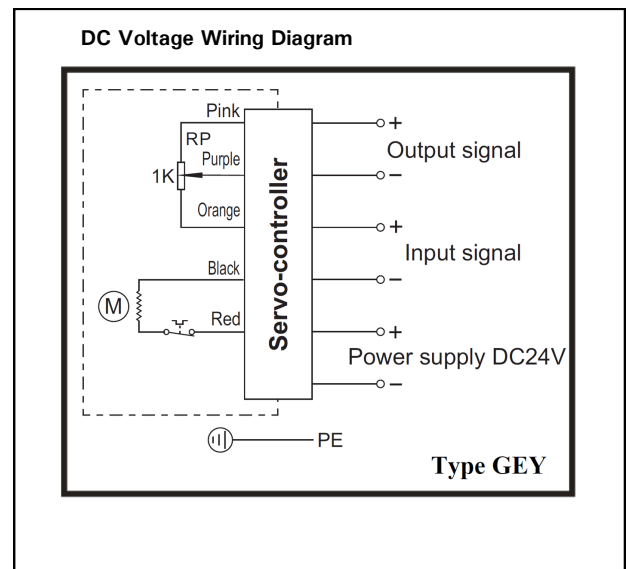 DC Voltage Wiring Diagram
Pink
RP
1K
Purple
Orange
Black
M
Red
Servo-controller
+
Output signal
−
+
Input signal
−
+
Power supply DC24V
−
PE
Type GEY